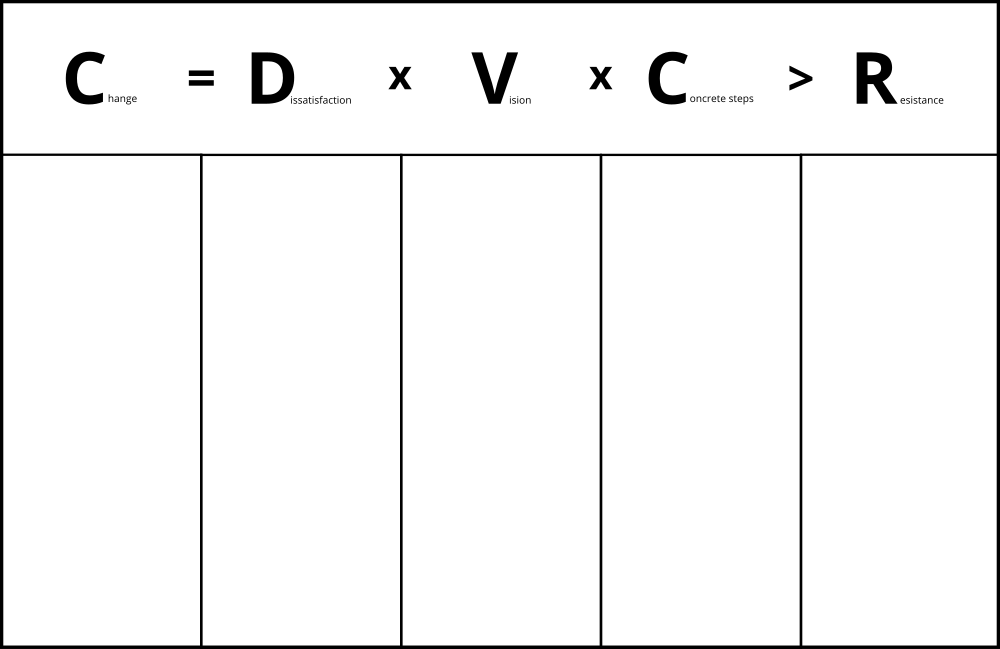 Change = Dissatisfaction x Vision x Concrete steps > Resistance